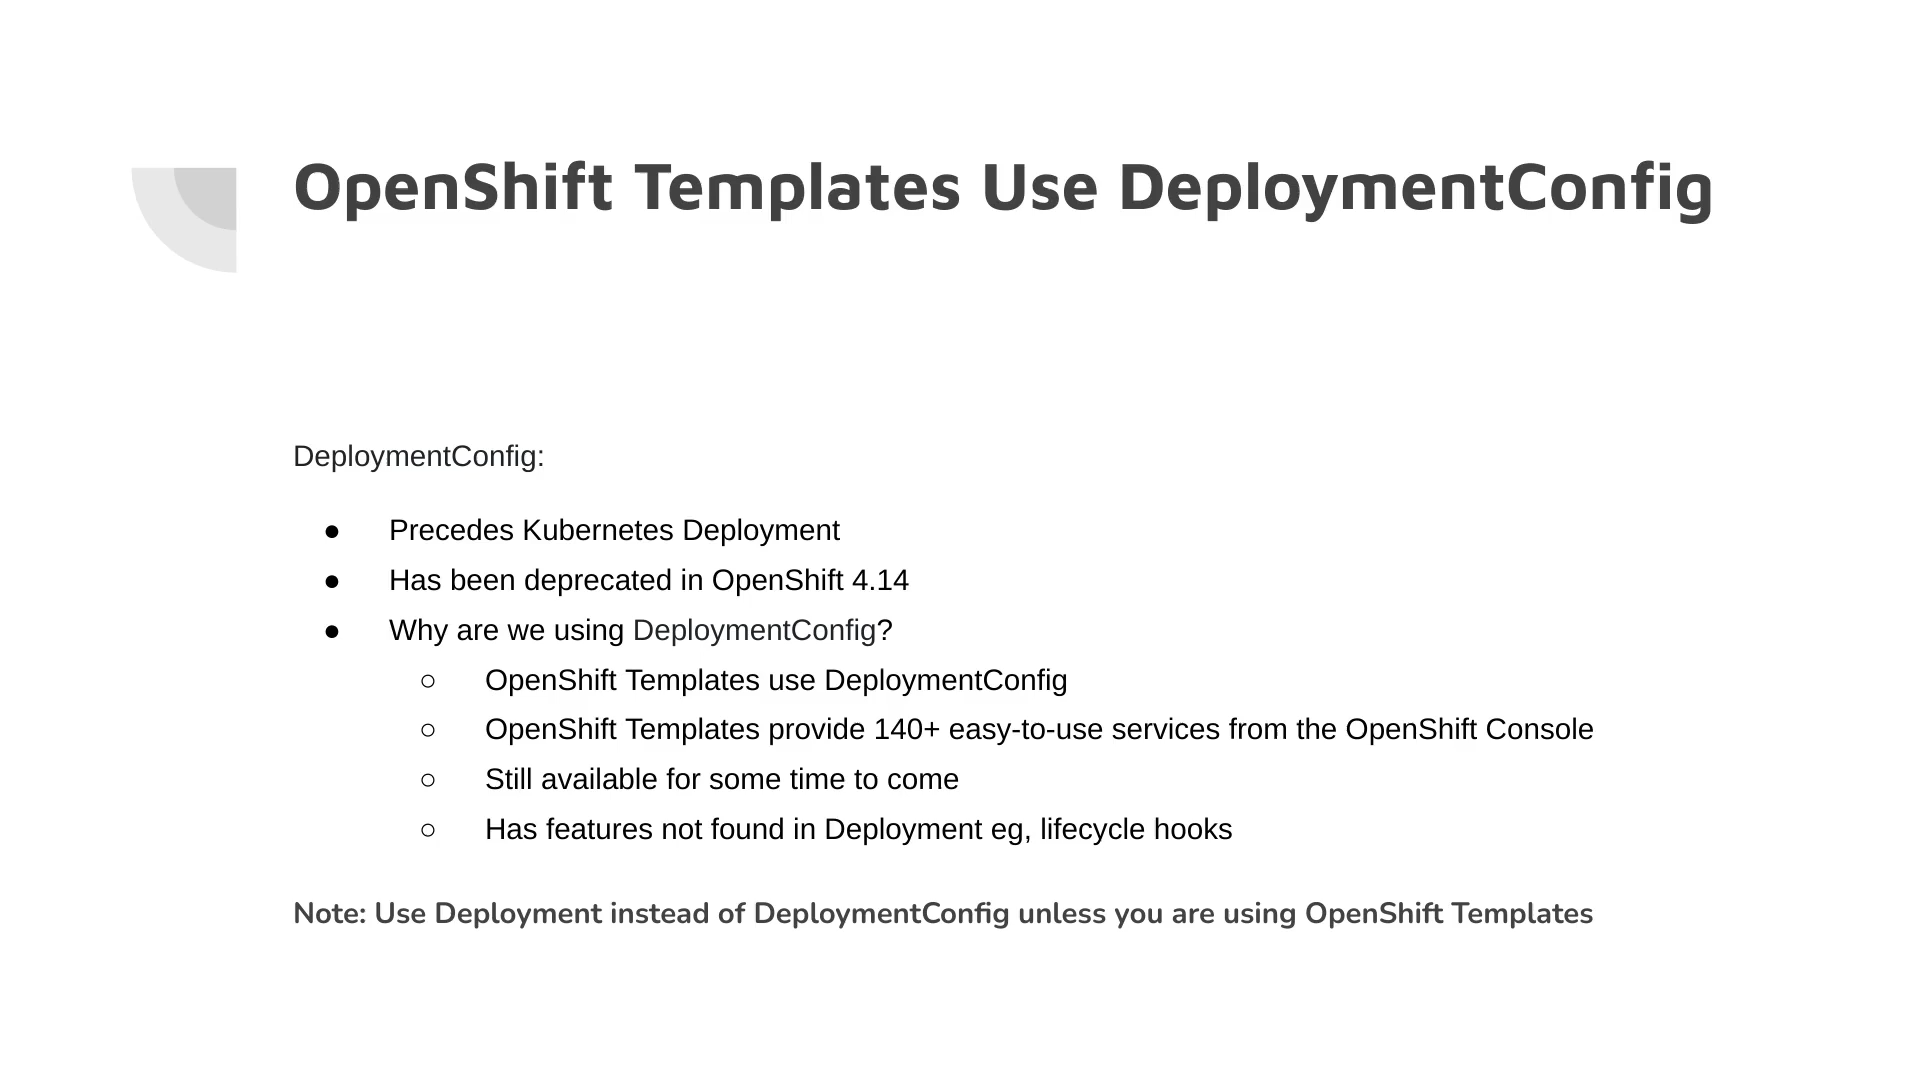 OpenShift Templates Use DeploymentConfig
DeploymentConfig:
● Precedes Kubernetes Deployment
● Has been deprecated in OpenShift 4.14
● Why are we using DeploymentConfig?
○ OpenShift Templates use DeploymentConfig
○ OpenShift Templates provide 140+ easy-to-use services from the OpenShift Console
○ Still available for some time to come
○ Has features not found in Deployment eg, lifecycle hooks
Note: Use Deployment instead of DeploymentConfig unless you are using OpenShift Templates